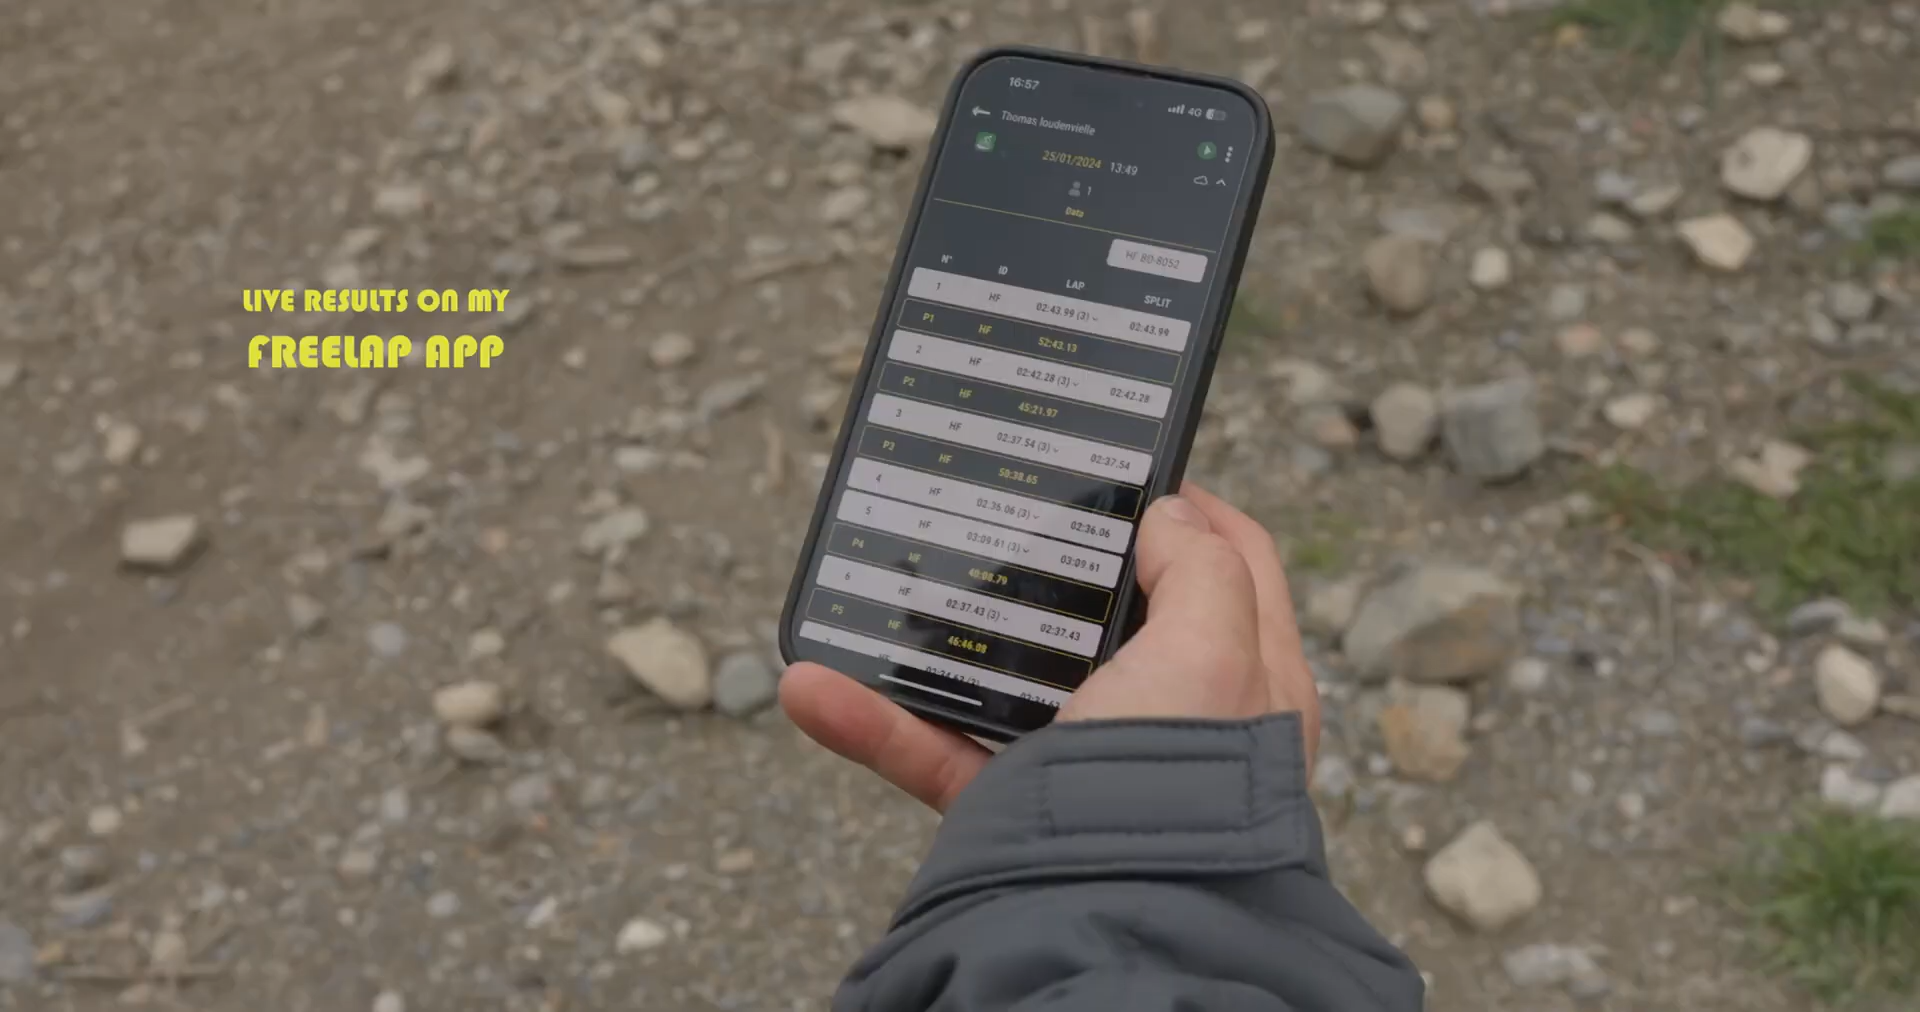 LIVE RESULTS ON MY
FREELAP APP
16:57
4G
Thomas loudenvielle
25/01/2024 13:49
1
Data
HF BD-8052
N° ID LAP SPLIT
1 HF 02:43.99 (3) 02:43.99
P1 HF 52:43.13
2 HF 02:42.28 (3) 02:42.28
P2 HF 45:21.97
3 HF 02:37.54 (3) 02:37.54
P3 HF 50:38.65
4 HF 02:36.06 (3) 02:36.06
5 HF 03:09.61 (3) 03:09.61
P4 HF 40:08.79
6 HF 02:37.43 (3) 02:37.43
P5 HF 46:46.08
HF